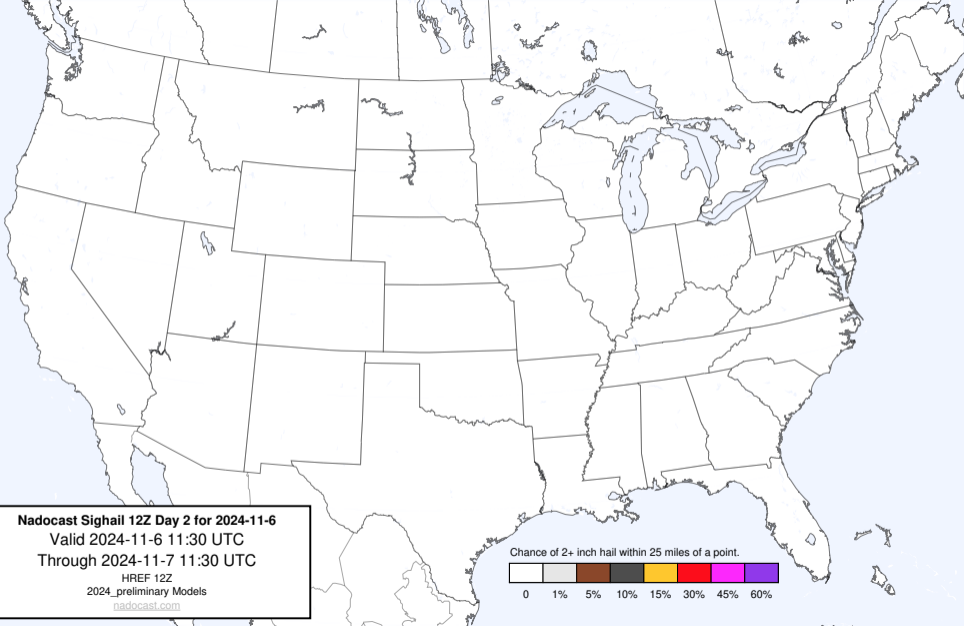 Nadocast Sighail 12Z Day 2 for 2024-11-6
Valid 2024-11-6 11:30 UTC
Through 2024-11-7 11:30 UTC
HREF 12Z
2024_preliminary Models
nadocast.com
Chance of 2+ inch hail within 25 miles of a point.
0 1% 5% 10% 15% 30% 45% 60%